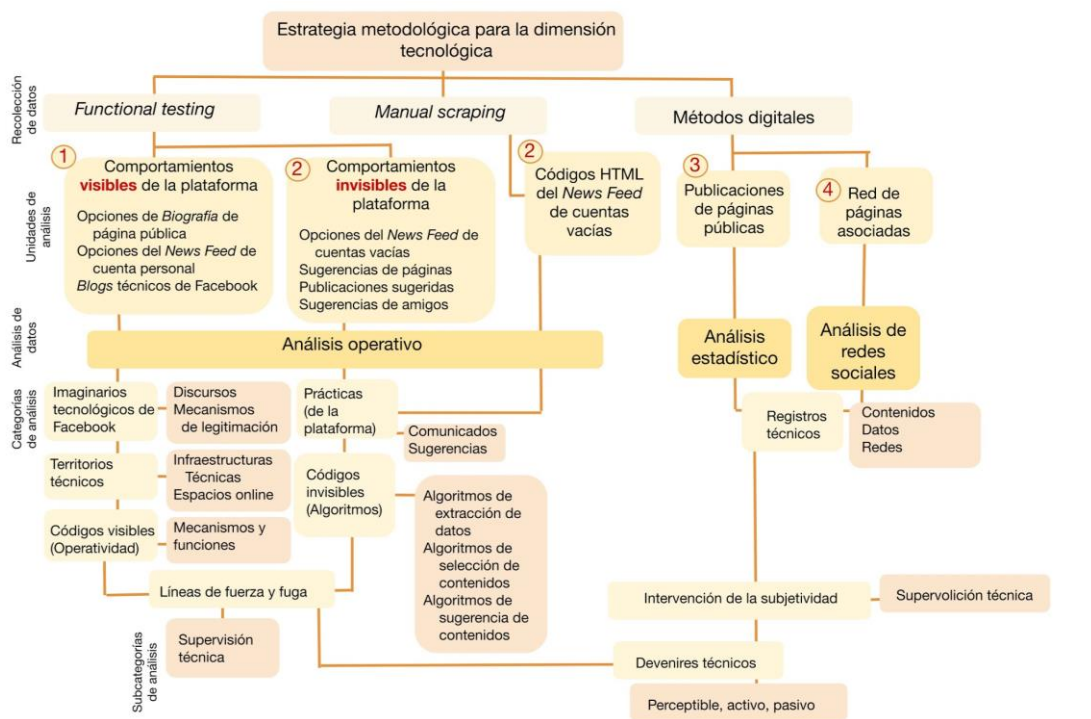 Estrategia metodológica para la dimensión
tecnológica
Recolección
de datos
Functional testing
Manual scraping
Métodos digitales
Unidades de
análisis
1
Comportamientos
visibles de la plataforma
Opciones de Biografía de
página pública
Opciones del News Feed de
cuenta personal
Blogs técnicos de Facebook
2
Comportamientos
invisibles de la
plataforma
Opciones del News Feed de
cuentas vacías
Sugerencias de páginas
Publicaciones sugeridas
Sugerencias de amigos
2
Códigos HTML
del News Feed
de cuentas
vacías
3
Publicaciones
de páginas
públicas
4
Red de
páginas
asociadas
Análisis de
datos
Análisis operativo
Análisis
estadístico
Análisis de
redes
sociales
Categorías
de análisis
Imaginarios
tecnológicos de
Facebook
Discursos
Mecanismos
de legitimación
Prácticas
(de la
plataforma)
Comunicados
Sugerencias
Registros
técnicos
Contenidos
Datos
Redes
Territorios
técnicos
Infraestructuras
Técnicas
Espacios online
Códigos
invisibles
(Algoritmos)
Algoritmos de
extracción de
datos
Algoritmos de
selección de
contenidos
Algoritmos de
sugerencia de
contenidos
Códigos visibles
(Operatividad)
Mecanismos y
funciones
Líneas de fuerza y fuga
Intervención de la subjetividad
Supervolición técnica
Subcategorías
de análisis
Supervisión
técnica
Devenires técnicos
Perceptible, activo, pasivo